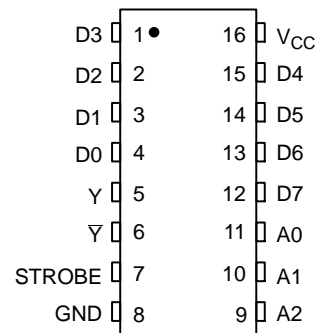 D3 1 16 V_CC
D2 2 15 D4
D1 3 14 D5
D0 4 13 D6
Y 5 12 D7
Y̅ 6 11 A0
STROBE 7 10 A1
GND 8 9 A2